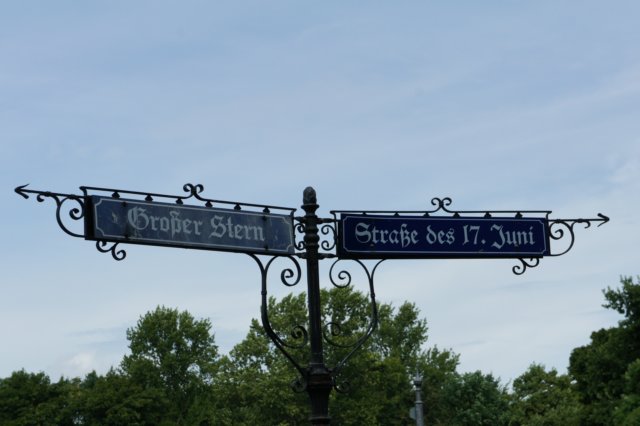 Großer Stern
Straße des 17. Juni